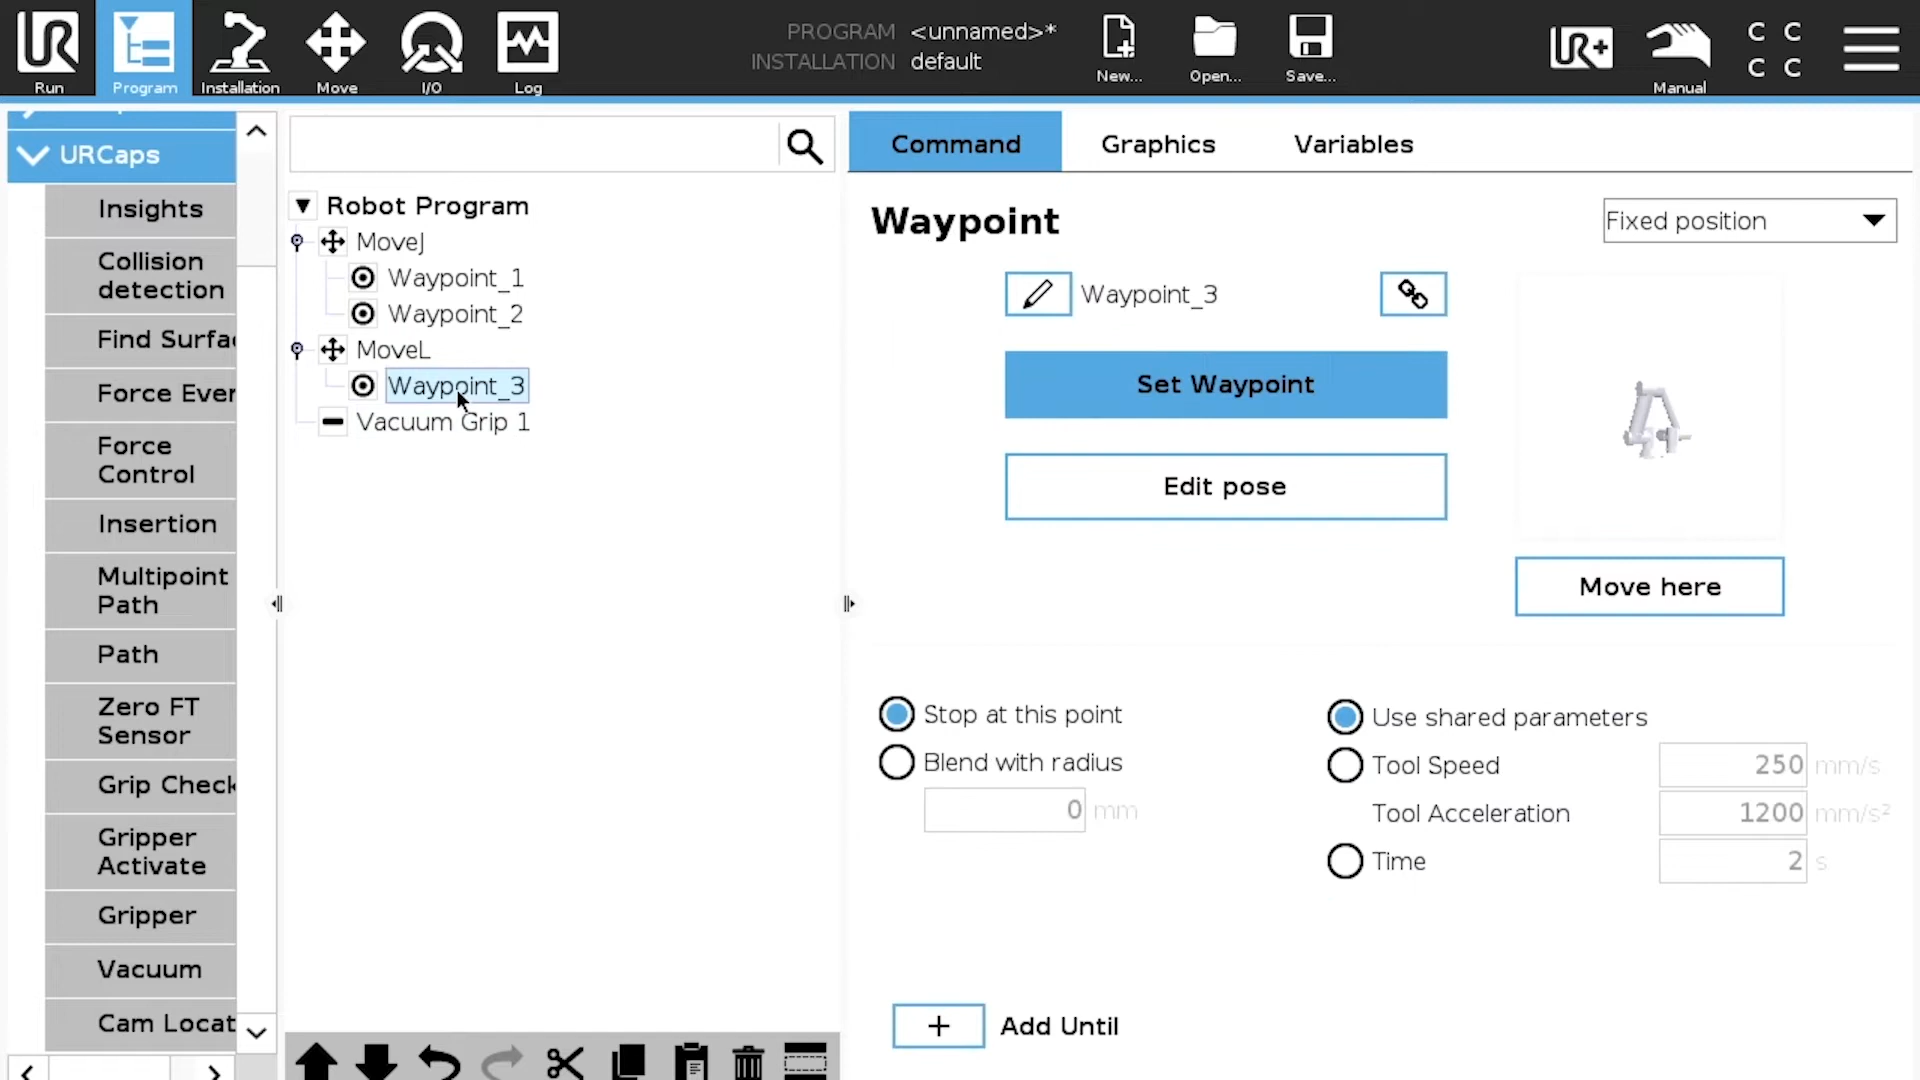 PROGRAM <unnamed>*
INSTALLATION default
Run
Program
Installation
Move
I/O
Log
New...
Open...
Save...
UR+
Manual
C C
C C
URCaps
Insights
Collision
detection
Find Surfa
Force Ever
Force
Control
Insertion
Multipoint
Path
Path
Zero FT
Sensor
Grip Check
Gripper
Activate
Gripper
Vacuum
Cam Locat
Robot Program
MoveJ
Waypoint_1
Waypoint_2
MoveL
Waypoint_3
Vacuum Grip 1
Command
Graphics
Variables
Waypoint
Fixed position
Waypoint_3
Set Waypoint
Edit pose
Move here
Stop at this point
Blend with radius
0 mm
Use shared parameters
Tool Speed 250 mm/s
Tool Acceleration 1200 mm/s²
Time 2 s
+ Add Until